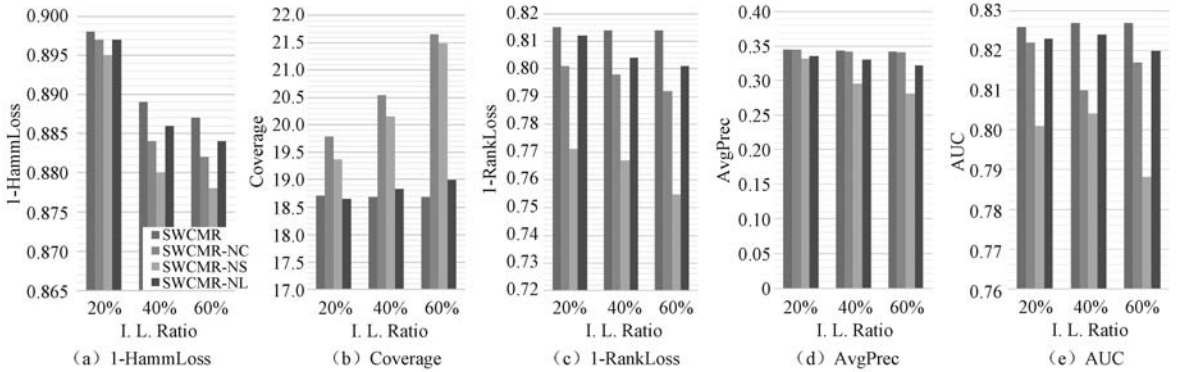 1-HammLoss
0.900
0.895
0.890
0.885
0.880
0.875
0.870
0.865
SWCMR
SWCMR-NC
SWCMR-NS
SWCMR-NL
20% 40% 60%
I. L. Ratio
(a) 1-HammLoss
Coverage
22.0
21.5
21.0
20.5
20.0
19.5
19.0
18.5
18.0
17.5
17.0
20% 40% 60%
I. L. Ratio
(b) Coverage
1-RankLoss
0.82
0.81
0.80
0.79
0.78
0.77
0.76
0.75
0.74
0.73
0.72
20% 40% 60%
I. L. Ratio
(c) 1-RankLoss
AvgPrec
0.40
0.35
0.30
0.25
0.20
0.15
0.10
0.05
0
20% 40% 60%
I. L. Ratio
(d) AvgPrec
AUC
0.83
0.82
0.81
0.80
0.79
0.78
0.77
0.76
20% 40% 60%
I. L. Ratio
(e) AUC